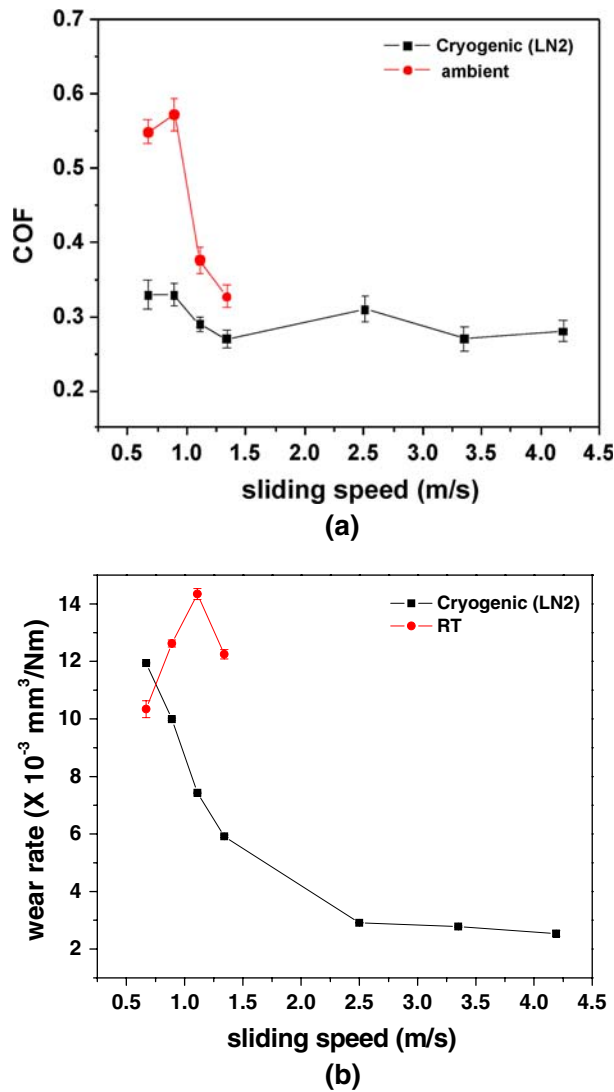 0.7
0.6
0.5
0.4
0.3
0.2
COF
Cryogenic (LN2)
ambient
0.5 1.0 1.5 2.0 2.5 3.0 3.5 4.0 4.5
sliding speed (m/s)
(a)
14
12
10
8
6
4
2
wear rate (X 10⁻³ mm³/Nm)
Cryogenic (LN2)
RT
0.5 1.0 1.5 2.0 2.5 3.0 3.5 4.0 4.5
sliding speed (m/s)
(b)